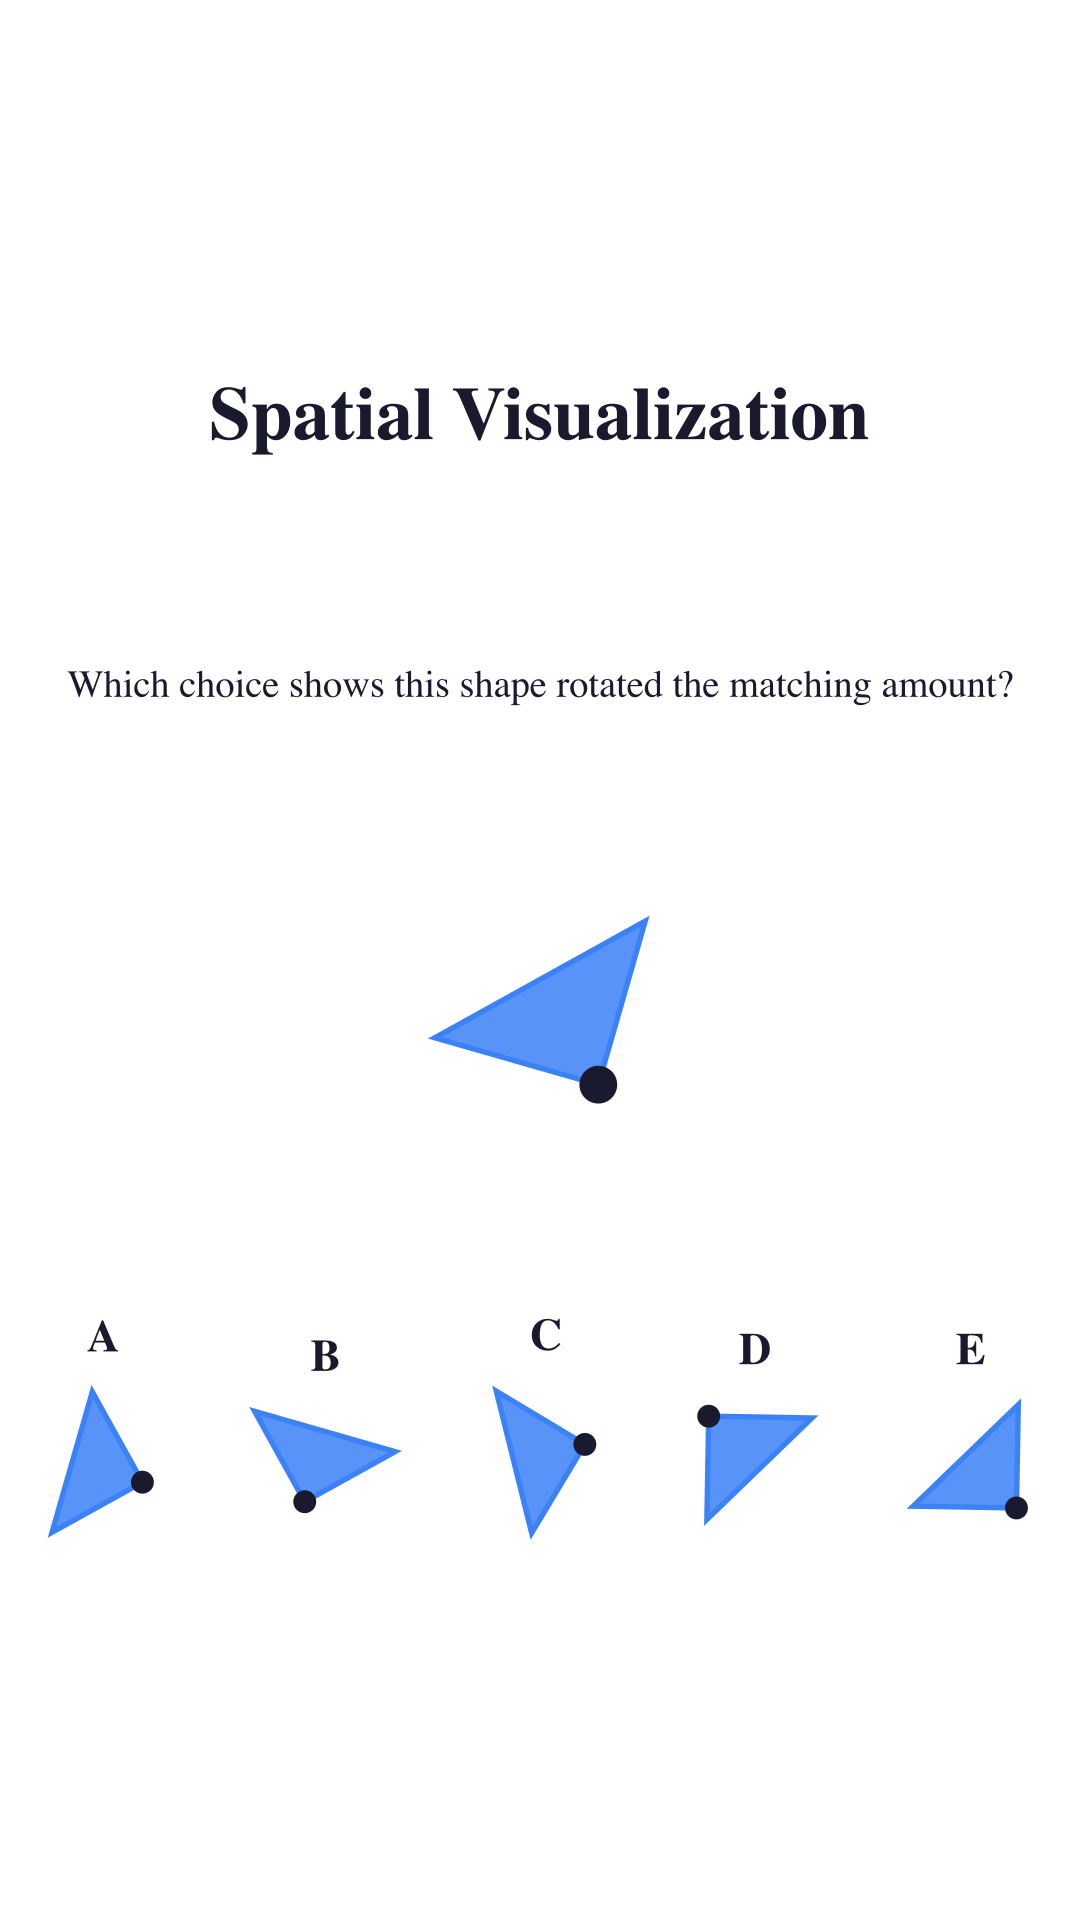 Spatial Visualization
Which choice shows this shape rotated the matching amount?
A
B
C
D
E